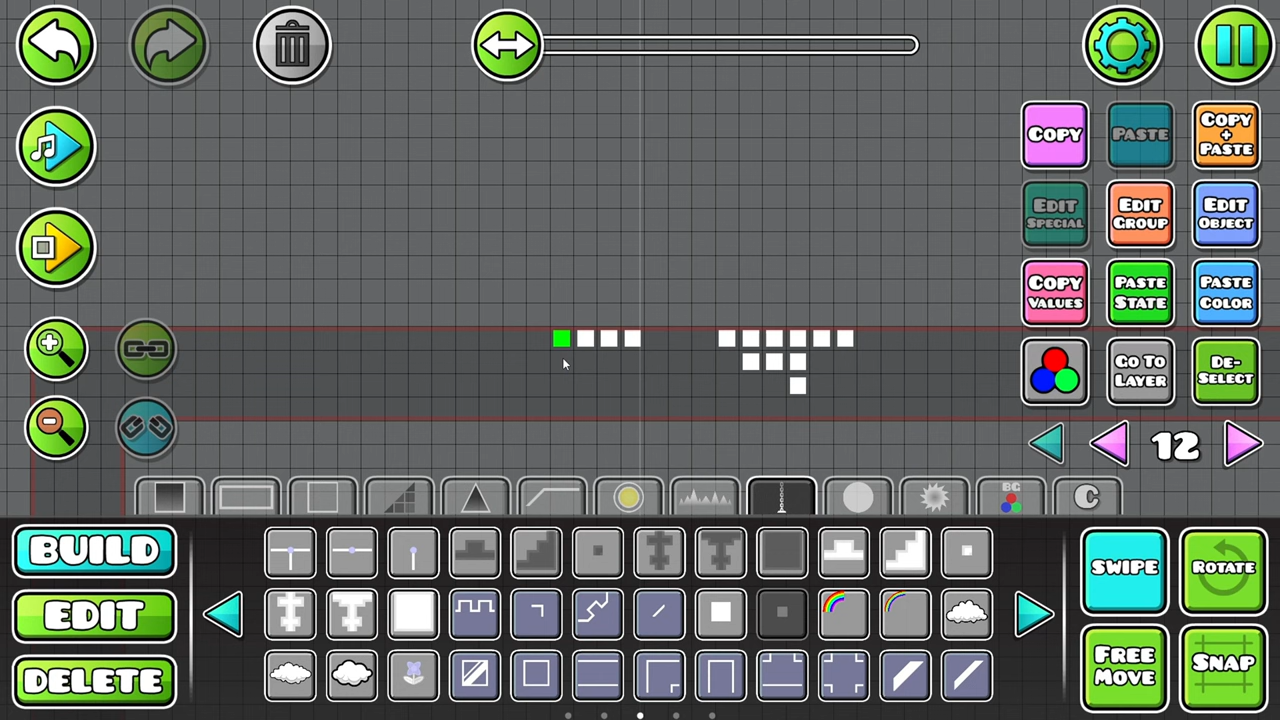 COPY
PASTE
COPY
+
PASTE
EDIT
SPECIAL
EDIT
GROUP
EDIT
OBJECT
COPY
VALUES
PASTE
STATE
PASTE
COLOR
GO TO
LAYER
DE-
SELECT
12
BG
C
BUILD
EDIT
DELETE
SWIPE
ROTATE
FREE
MOVE
SNAP